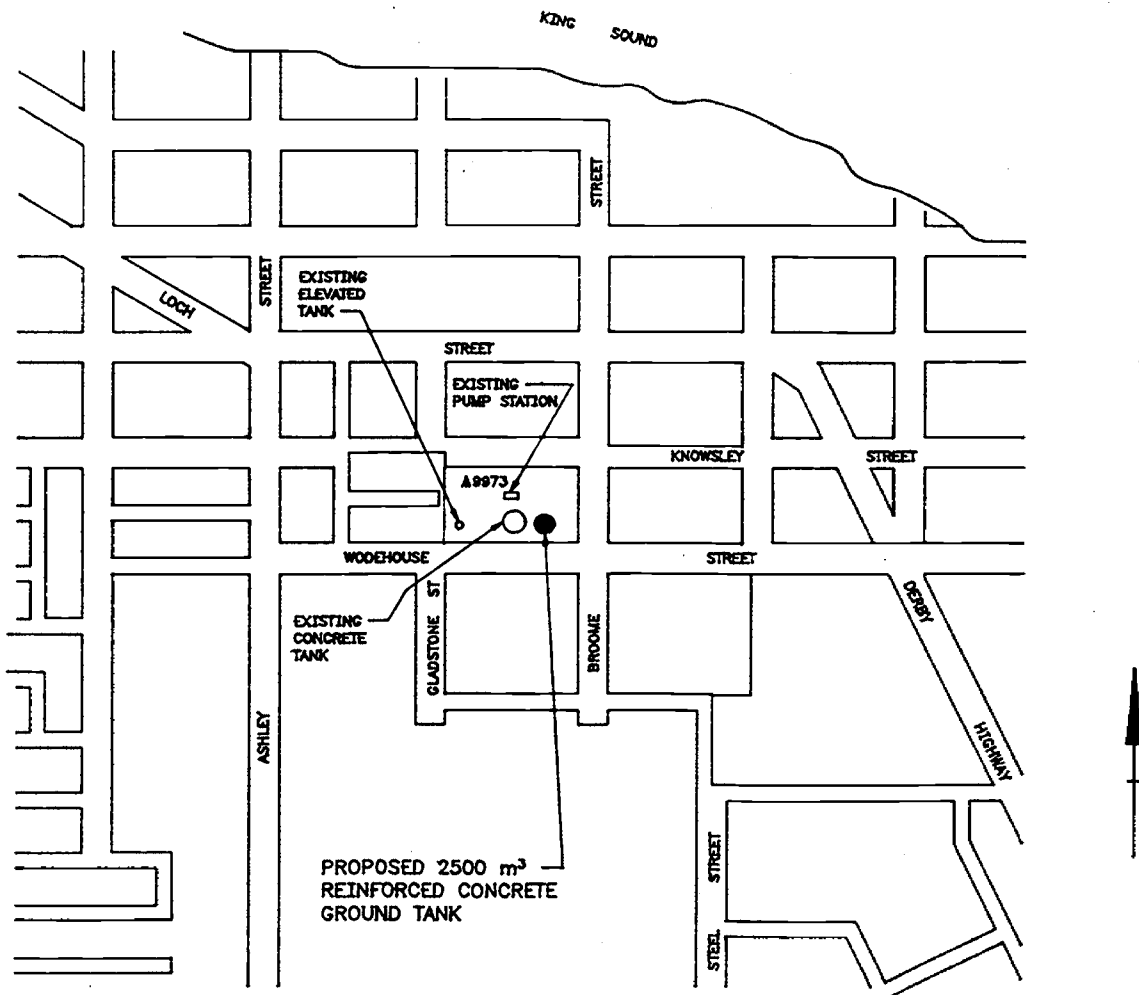 KING SOUND
STREET
STREET
LOCH
EXISTING
ELEVATED
TANK
STREET
EXISTING
PUMP STATION
KNOWSLEY STREET
A9973
WODEHOUSE STREET
EXISTING
CONCRETE
TANK
GLADSTONE ST
BROOME
DERBY HIGHWAY
ASHLEY
PROPOSED 2500 m³
REINFORCED CONCRETE
GROUND TANK
STEEL STREET